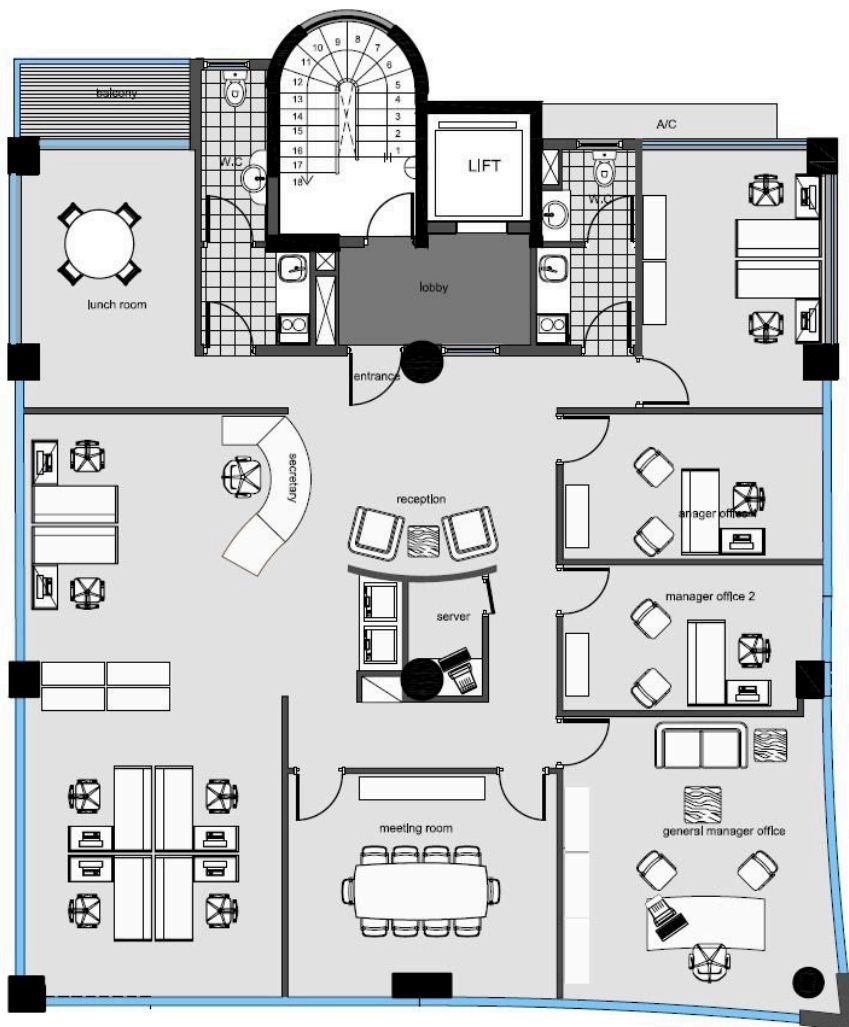 10
9
8
7
11
6
12
5
13
4
14
3
15
2
16
1
17
18
balcony
A/C
W.C
LIFT
W.C
lobby
lunch room
entrance
secretary
reception
anager office
manager office 2
server
meeting room
general manager office